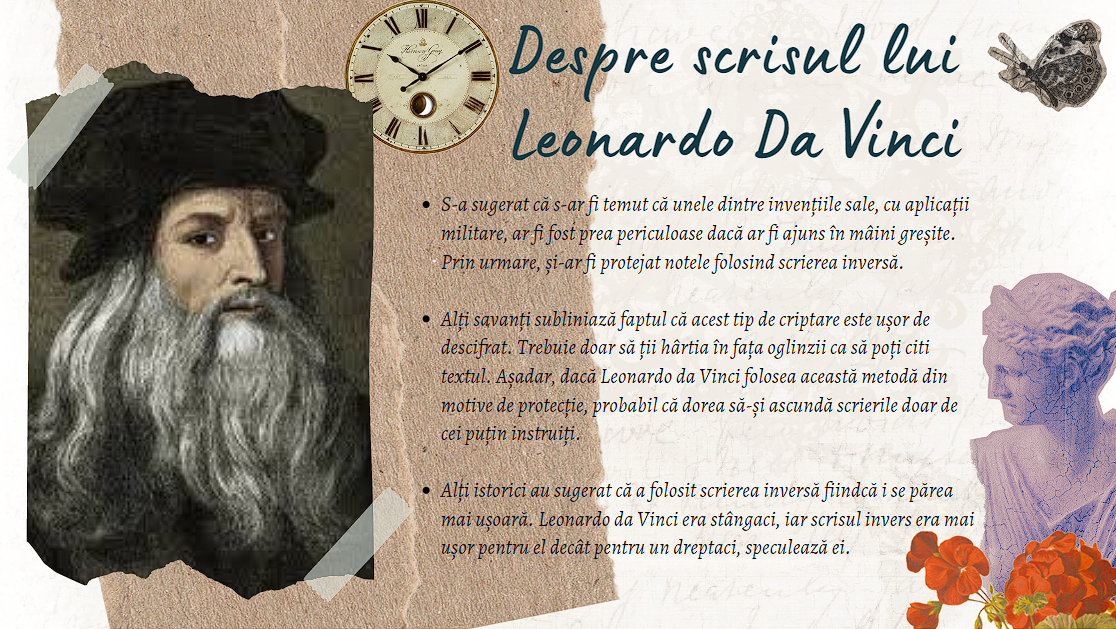 Despre scrisul lui
Leonardo Da Vinci
• S-a sugerat că s-ar fi temut că unele dintre invențiile sale, cu aplicații
militare, ar fi fost prea periculoase dacă ar fi ajuns în mâini greșite.
Prin urmare, și-ar fi protejat notele folosind scrierea inversă.
• Alți savanți subliniază faptul că acest tip de criptare este ușor de
descifrat. Trebuie doar să ții hârtia în fața oglinzii ca să poți citi
textul. Așadar, dacă Leonardo da Vinci folosea această metodă din
motive de protecție, probabil că dorea să-și ascundă scrierile doar de
cei puțin instruiți.
• Alți istorici au sugerat că a folosit scrierea inversă fiindcă i se părea
mai ușoară. Leonardo da Vinci era stângaci, iar scrisul invers era mai
ușor pentru el decât pentru un dreptaci, speculează ei.